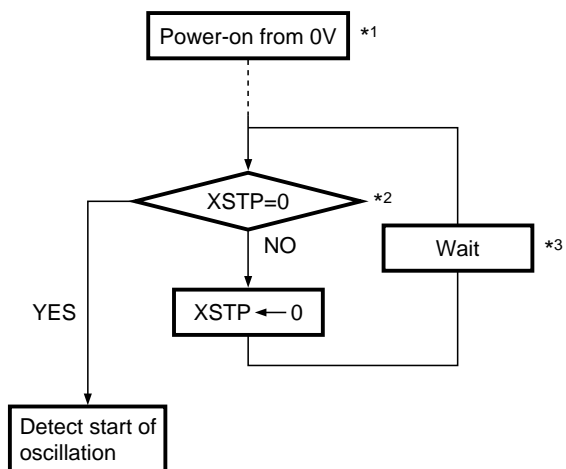 Power-on from 0V *1
XSTP=0 *2
NO
Wait *3
YES
XSTP ← 0
Detect start of
oscillation